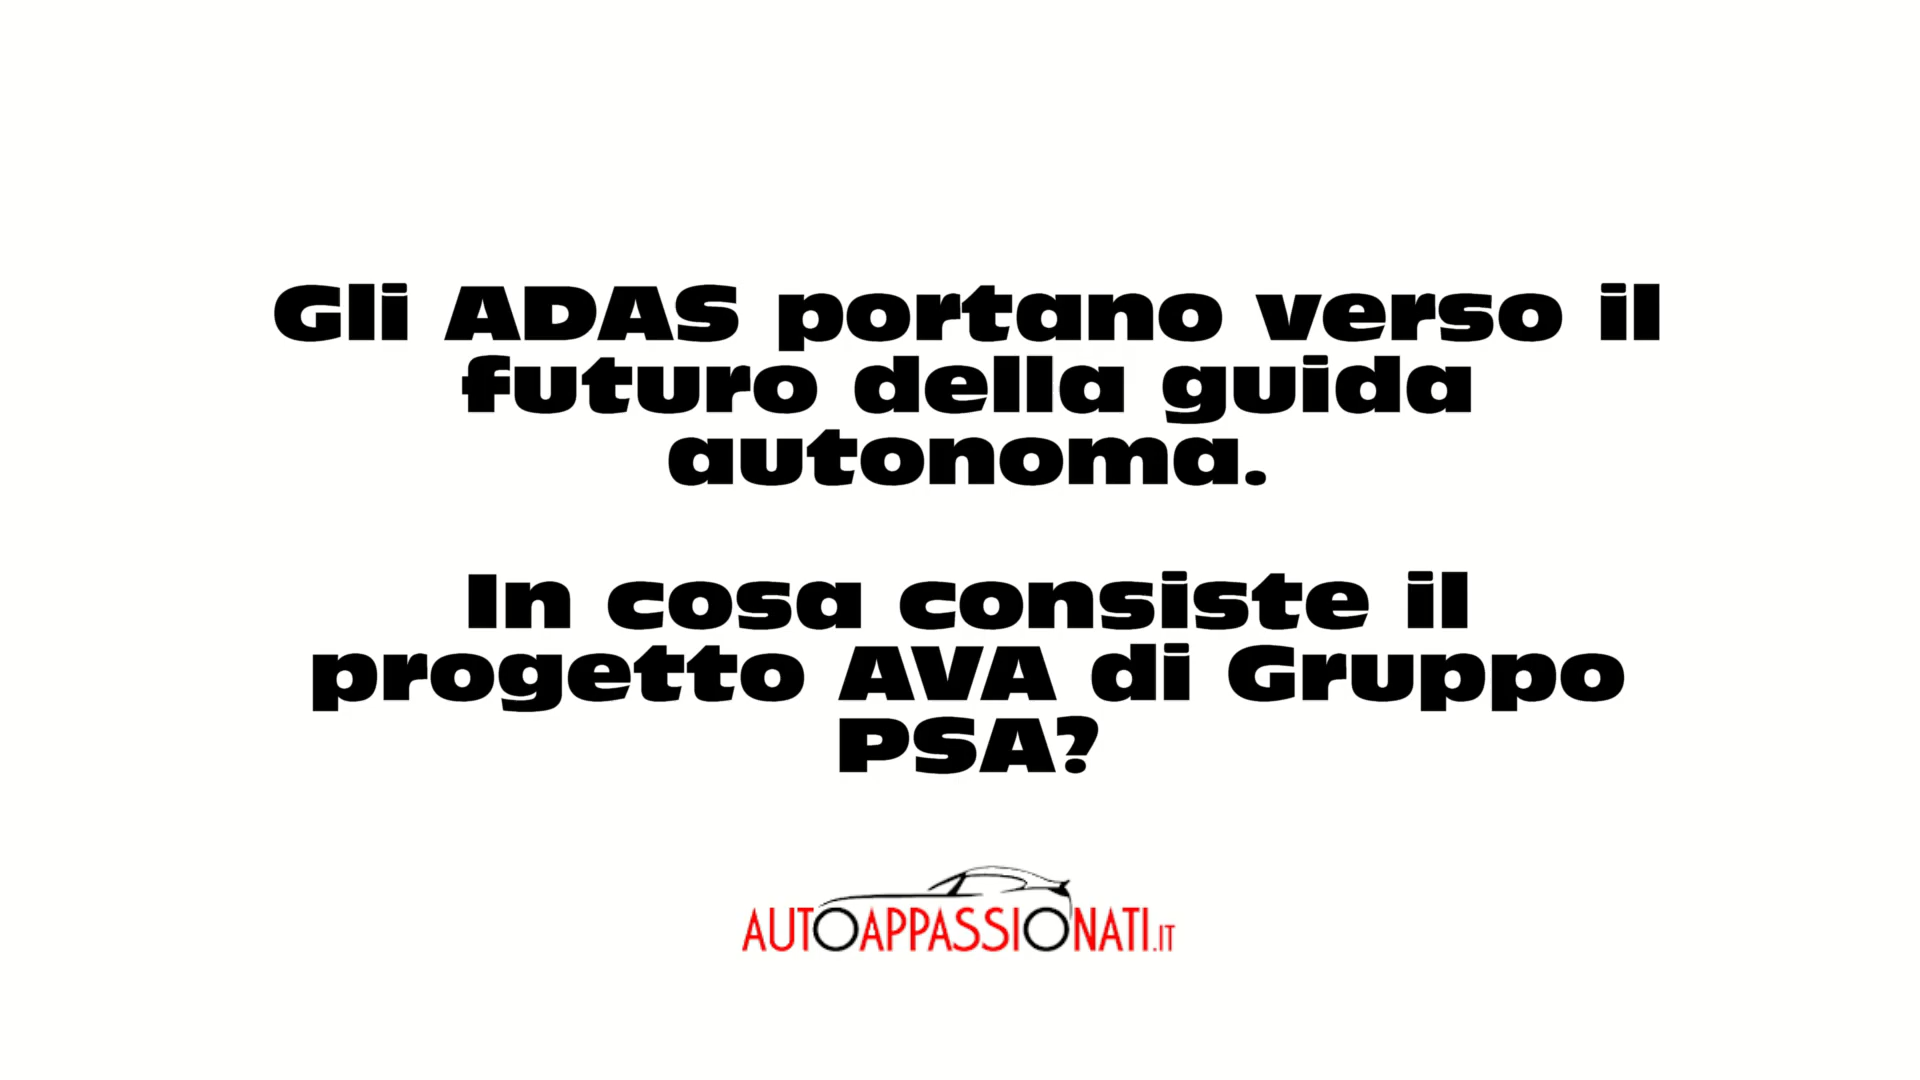 Gli ADAS portano verso il
futuro della guida
autonoma.
In cosa consiste il
progetto AVA di Gruppo
PSA?
AUTOAPPASSIONATI.IT